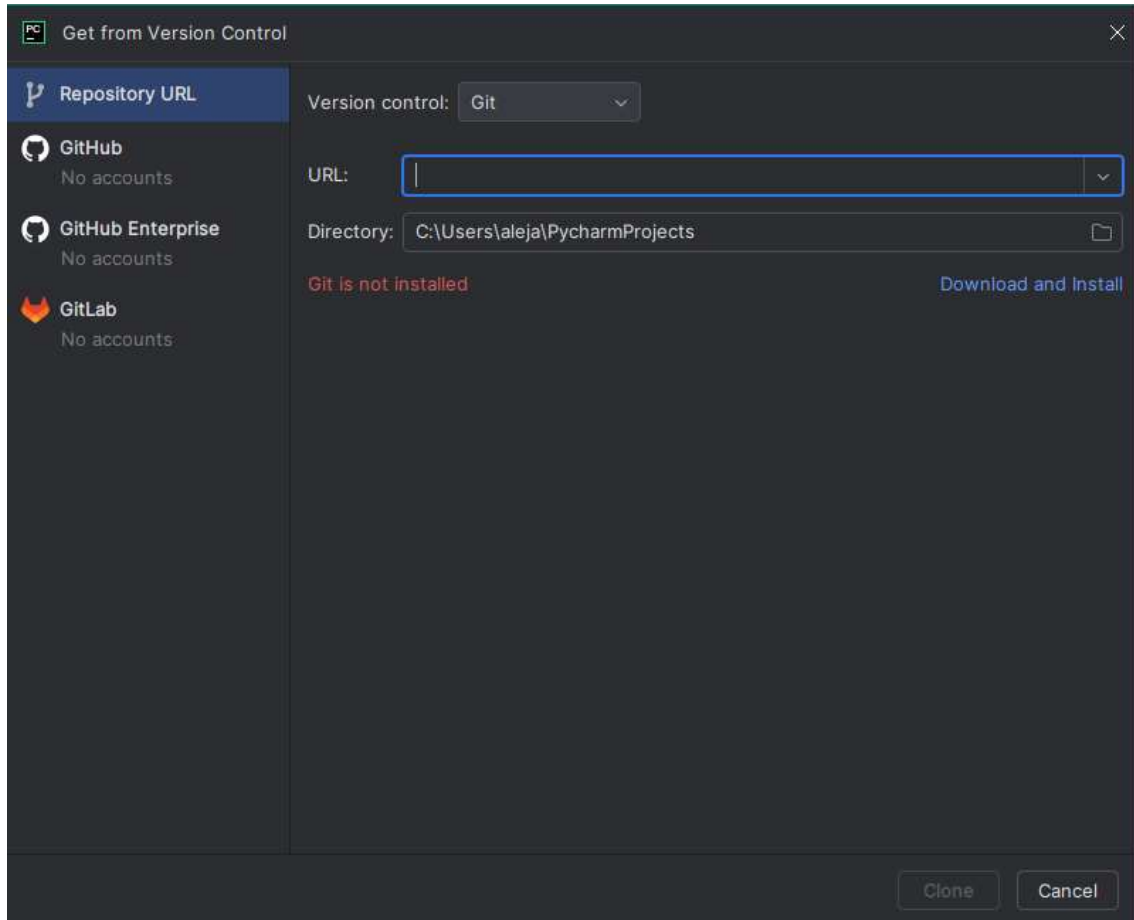 PC
Get from Version Control
Repository URL
GitHub
No accounts
GitHub Enterprise
No accounts
GitLab
No accounts
Version control: Git
URL:
Directory: C:\Users\aleja\PycharmProjects
Git is not installed Download and Install
Clone Cancel